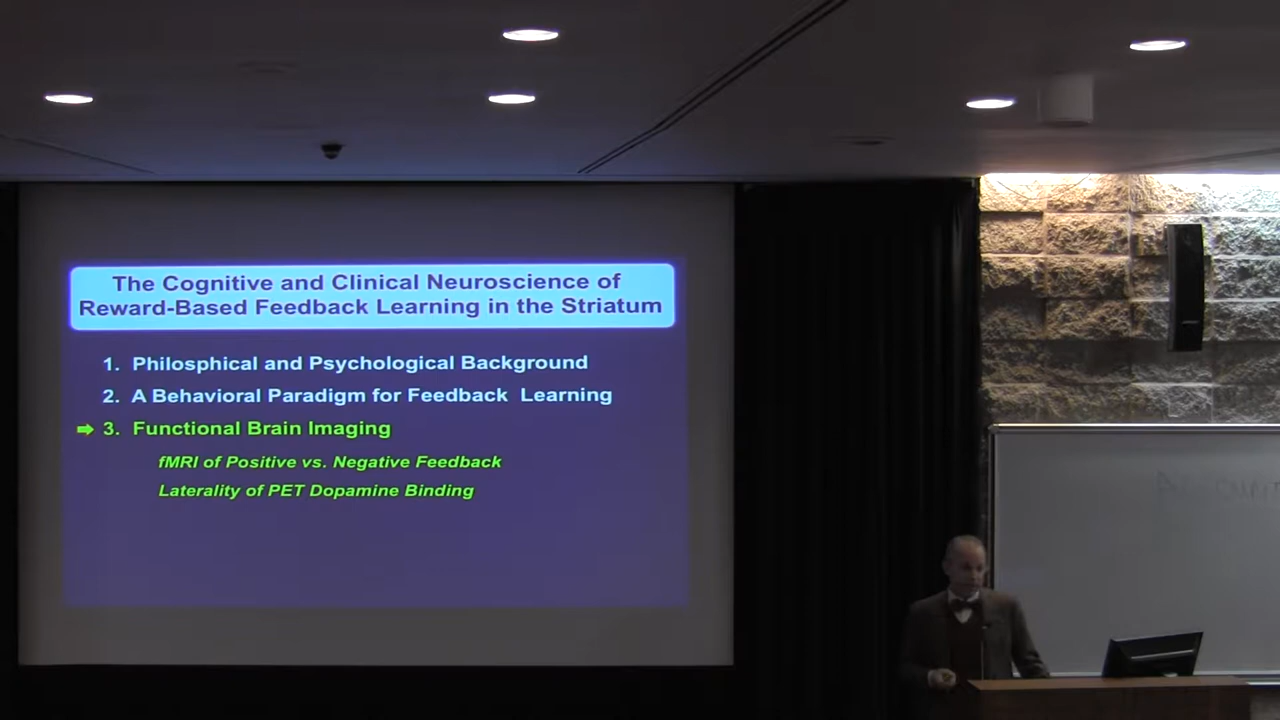 The Cognitive and Clinical Neuroscience of
Reward-Based Feedback Learning in the Striatum
1. Philosphical and Psychological Background
2. A Behavioral Paradigm for Feedback Learning
3. Functional Brain Imaging
fMRI of Positive vs. Negative Feedback
Laterality of PET Dopamine Binding